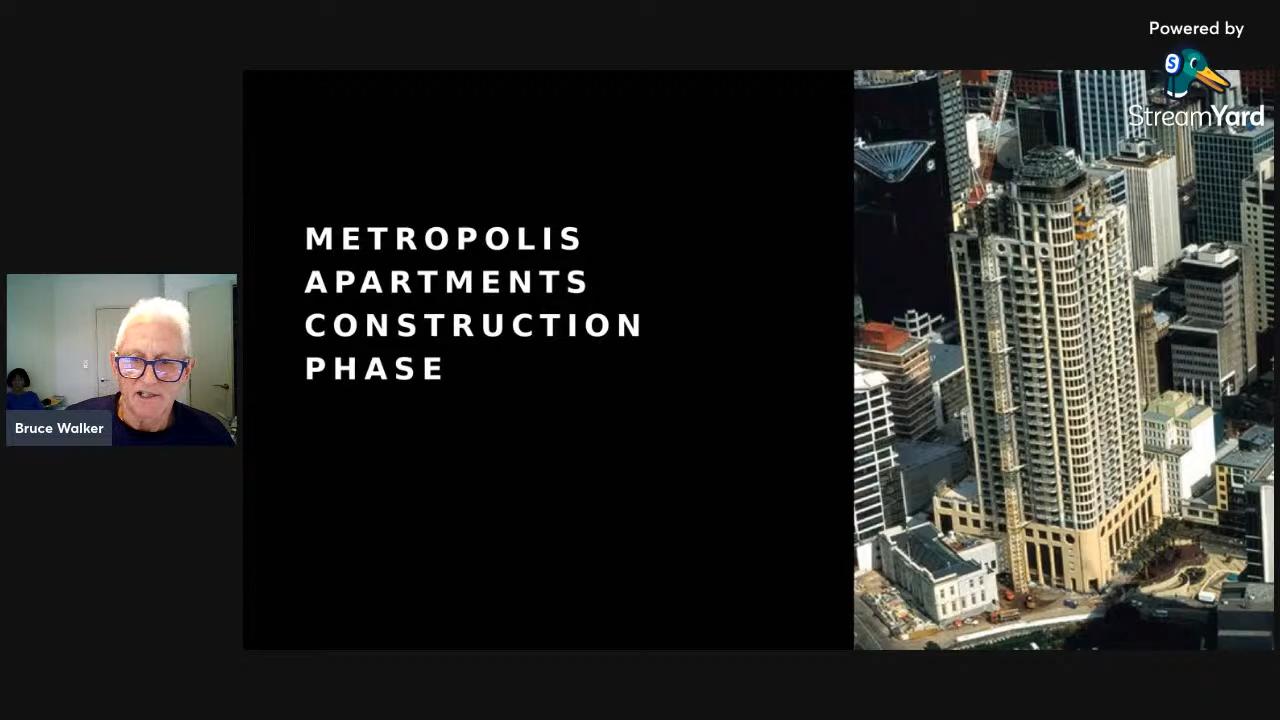 Powered by
S
StreamYard
METROPOLIS
APARTMENTS
CONSTRUCTION
PHASE
Bruce Walker